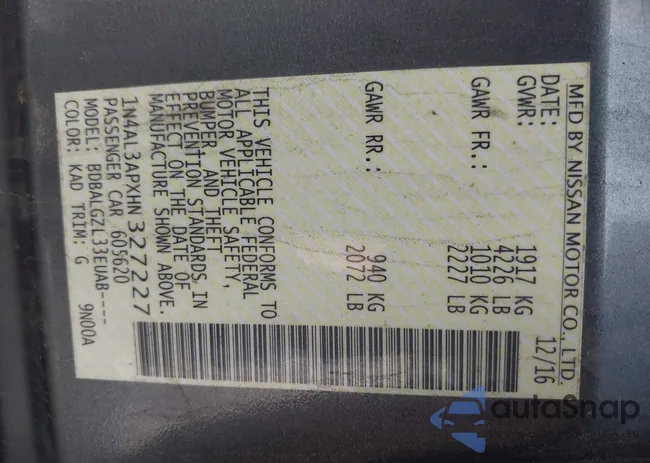 MFD BY NISSAN MOTOR CO., LTD.
DATE: 12/16
GVWR: 1917 KG
4226 LB
GAWR FR.: 1010 KG
2227 LB
GAWR RR.: 940 KG
2072 LB
THIS VEHICLE CONFORMS TO
ALL APPLICABLE FEDERAL
MOTOR VEHICLE SAFETY,
BUMPER AND THEFT
PREVENTION STANDARDS IN
EFFECT ON THE DATE OF
MANUFACTURE SHOWN ABOVE.
1N4AL3APXHN327227
PASSENGER CAR 605620
MODEL: BDBALGZL33EUAB----
COLOR: KAD TRIM: G 9N00A
autoSnap